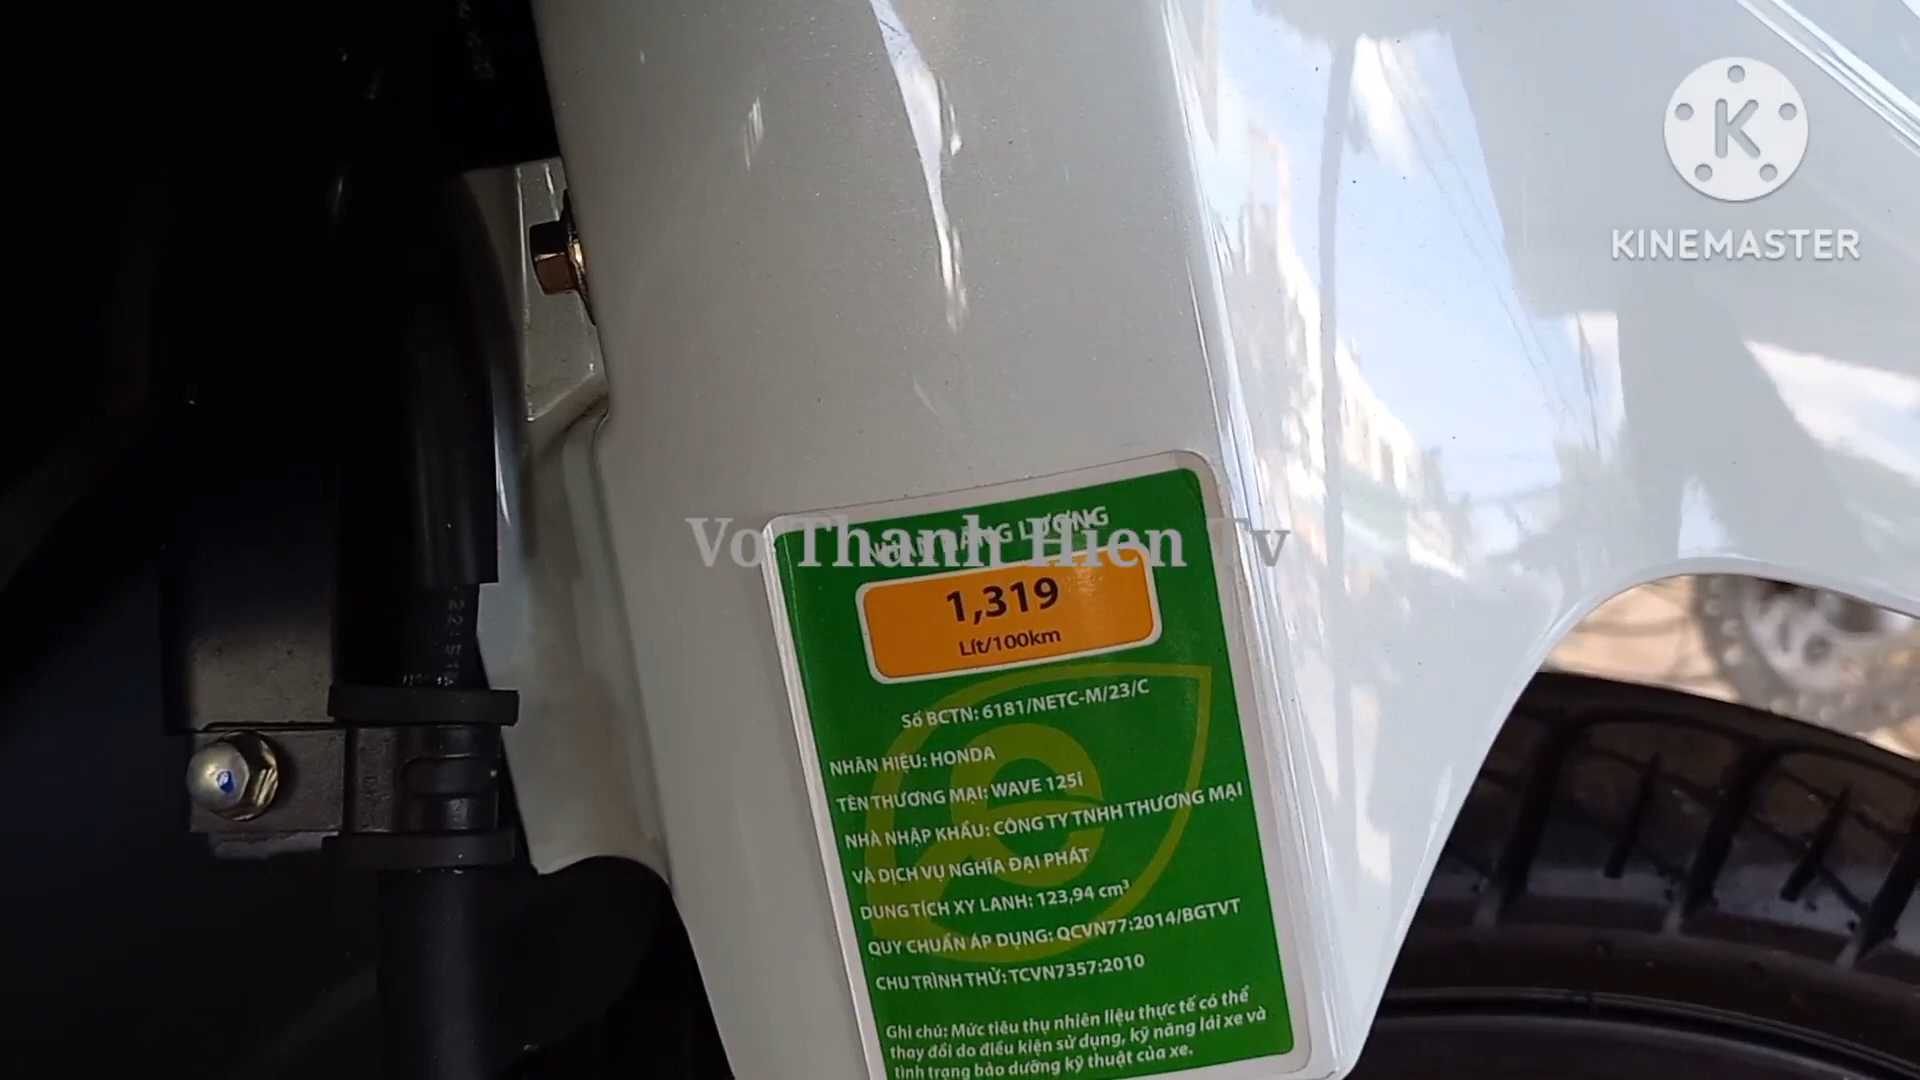 K
KINEMASTER
NHÃN NĂNG LƯỢNG
Vo Thanh Hien Tv
1,319
Lít/100km
Số BCTN: 6181/NETC-M/23/C
NHÃN HIỆU: HONDA
TÊN THƯƠNG MẠI: WAVE 125i
NHÀ NHẬP KHẨU: CÔNG TY TNHH THƯƠNG MẠI
VÀ DỊCH VỤ NGHĨA ĐẠI PHÁT
DUNG TÍCH XY LANH: 123,94 cm³
QUY CHUẨN ÁP DỤNG: QCVN77:2014/BGTVT
CHU TRÌNH THỬ: TCVN7357:2010
Ghi chú: Mức tiêu thụ nhiên liệu thực tế có thể
thay đổi do điều kiện sử dụng, kỹ năng lái xe và
tình trạng bảo dưỡng kỹ thuật của xe.